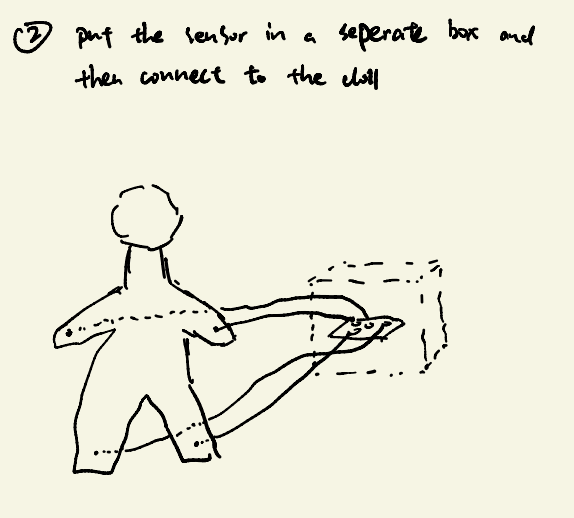 ② put the sensor in a seperate box and
then connect to the doll